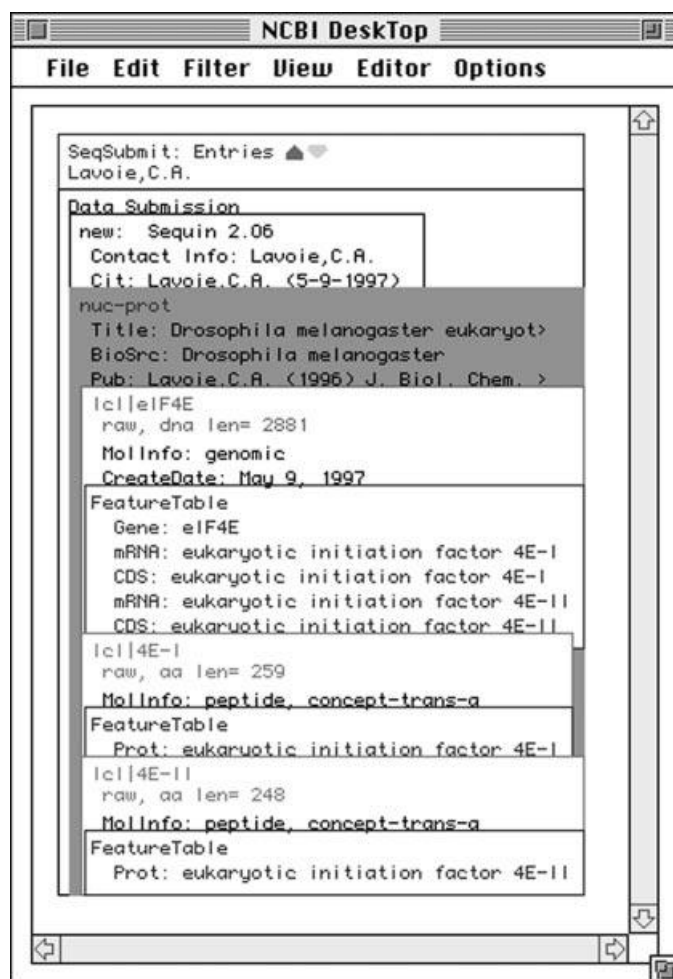 NCBI DeskTop
File Edit Filter View Editor Options
SeqSubmit: Entries
Lavoie,C.A.
Data Submission
new: Sequin 2.06
Contact Info: Lavoie,C.A.
Cit: Lavoie,C.A. (5-9-1997)
nuc-prot
Title: Drosophila melanogaster eukaryot>
BioSrc: Drosophila melanogaster
Pub: Lavoie,C.A. (1996) J. Biol. Chem. >
lcl|eIF4E
raw, dna len= 2881
MolInfo: genomic
CreateDate: May 9, 1997
FeatureTable
Gene: eIF4E
mRNA: eukaryotic initiation factor 4E-I
CDS: eukaryotic initiation factor 4E-I
mRNA: eukaryotic initiation factor 4E-II
CDS: eukaryotic initiation factor 4E-II
lcl|4E-I
raw, aa len= 259
MolInfo: peptide, concept-trans-a
FeatureTable
Prot: eukaryotic initiation factor 4E-I
lcl|4E-II
raw, aa len= 248
MolInfo: peptide, concept-trans-a
FeatureTable
Prot: eukaryotic initiation factor 4E-II